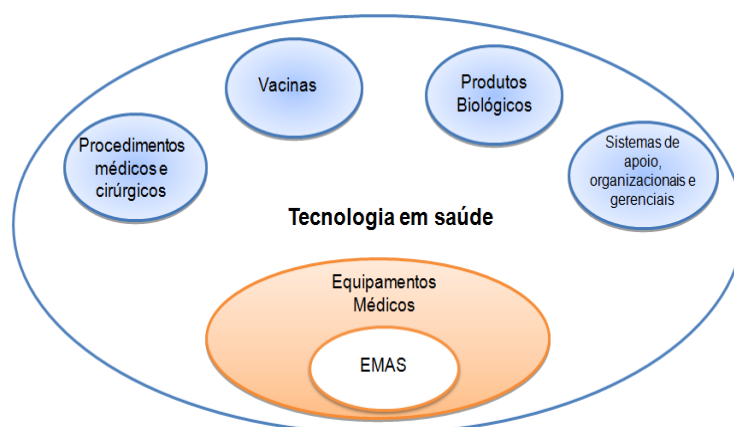 Vacinas
Produtos
Biológicos
Procedimentos
médicos e
cirúrgicos
Sistemas de
apoio,
organizacionais e
gerenciais
Tecnologia em saúde
Equipamentos
Médicos
EMAS